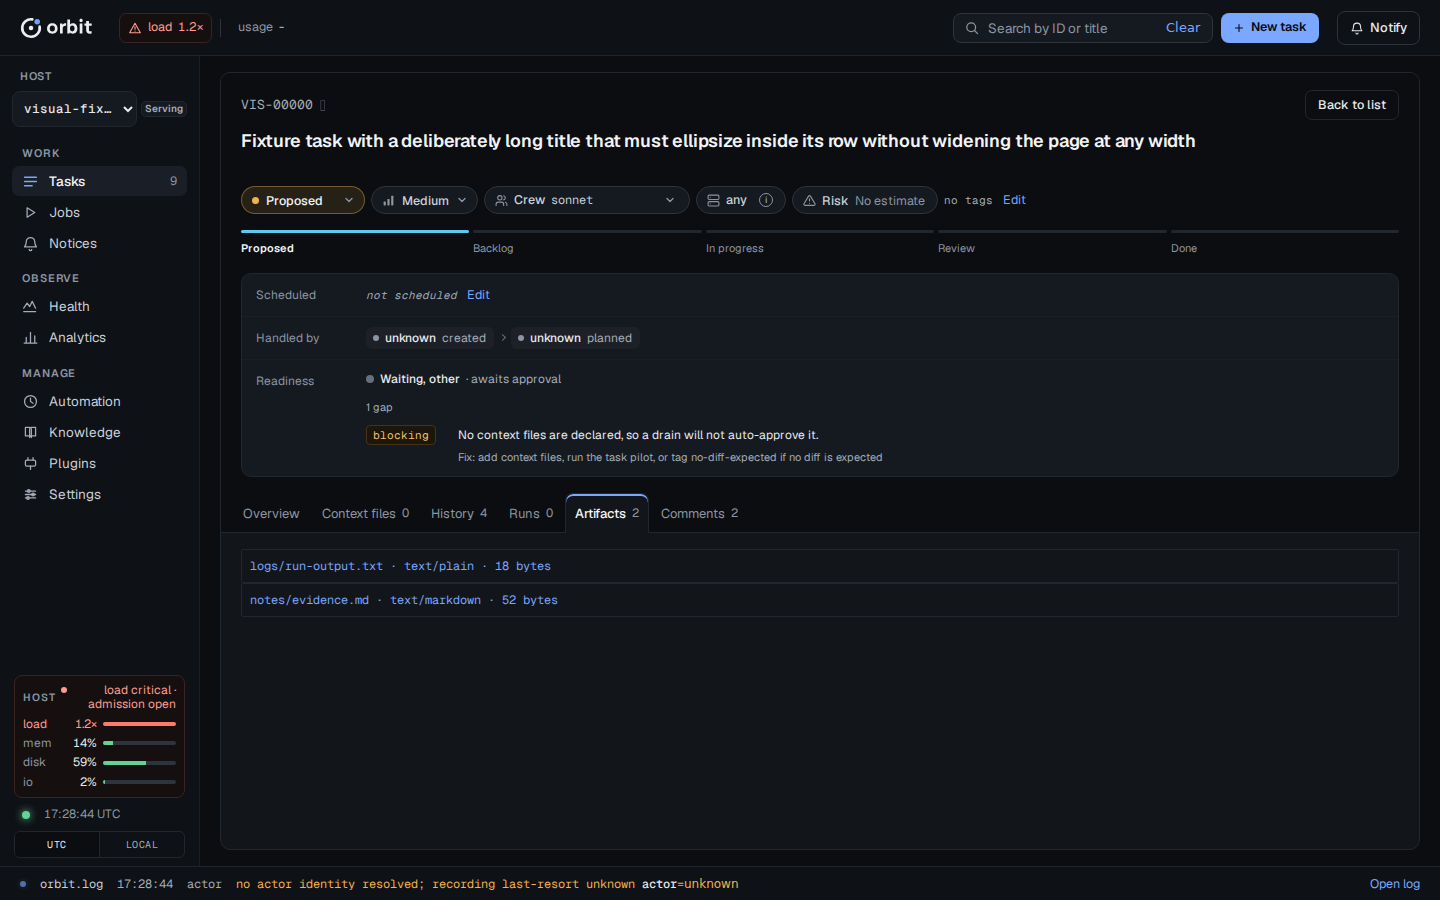 orbit
load 1.2×
usage -
Search by ID or title
Clear
+ New task
Notify
HOST
visual-fix…
Serving
WORK
Tasks 9
Jobs
Notices
OBSERVE
Health
Analytics
MANAGE
Automation
Knowledge
Plugins
Settings
HOST
load critical ·
admission open
load 1.2×
mem 14%
disk 59%
io 2%
17:28:44 UTC
UTC
LOCAL
VIS-00000
Back to list
Fixture task with a deliberately long title that must ellipsize inside its row without widening the page at any width
Proposed
Medium
Crew sonnet
any
Risk No estimate
no tags Edit
Proposed
Backlog
In progress
Review
Done
Scheduled
not scheduled Edit
Handled by
unknown created › unknown planned
Readiness
Waiting, other · awaits approval
1 gap
blocking
No context files are declared, so a drain will not auto-approve it.
Fix: add context files, run the task pilot, or tag no-diff-expected if no diff is expected
Overview
Context files 0
History 4
Runs 0
Artifacts 2
Comments 2
logs/run-output.txt · text/plain · 18 bytes
notes/evidence.md · text/markdown · 52 bytes
orbit.log 17:28:44 actor no actor identity resolved; recording last-resort unknown actor=unknown
Open log